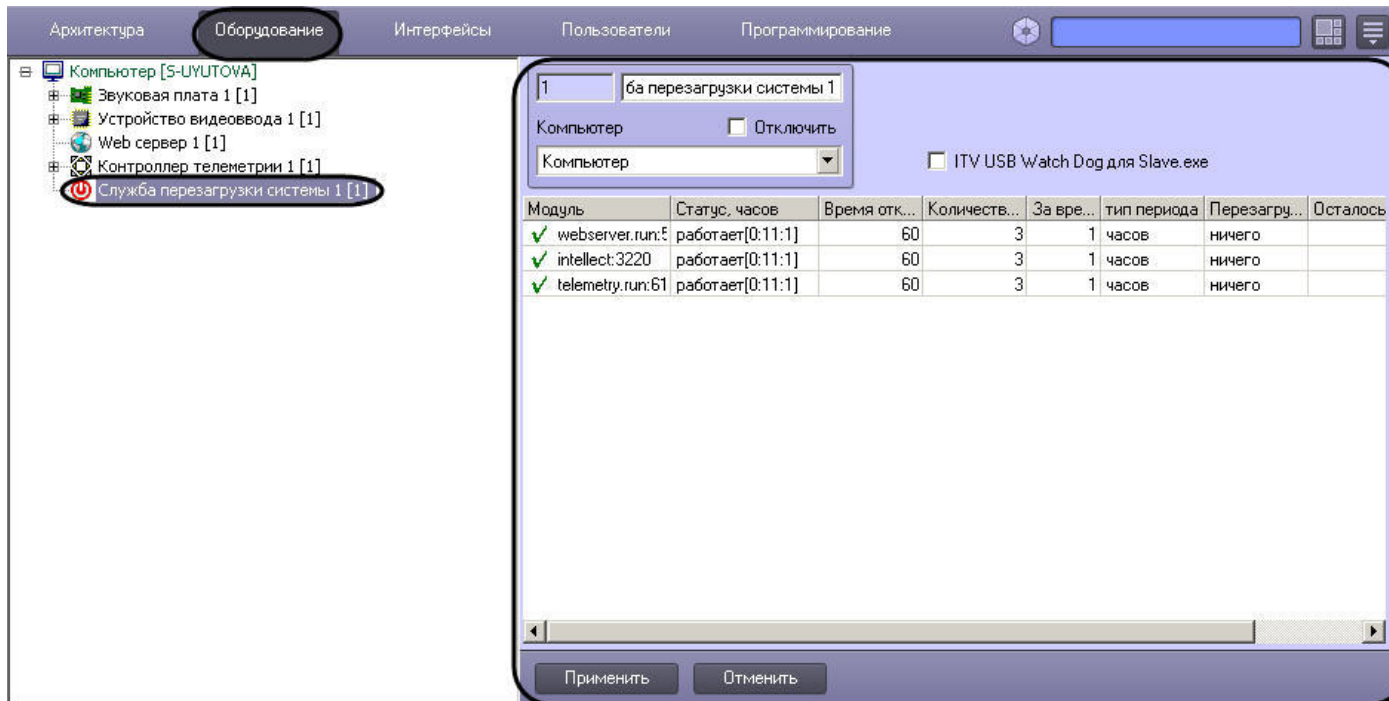 Архитектура Оборудование Интерфейсы Пользователи Программирование
Компьютер [S-UYUTOVA]
Звуковая плата 1 [1]
Устройство видеоввода 1 [1]
Web сервер 1 [1]
Контроллер телеметрии 1 [1]
Служба перезагрузки системы 1 [1]
1 ба перезагрузки системы 1
Компьютер Отключить
Компьютер ITV USB Watch Dog для Slave.exe
Модуль Статус, часов Время отк... Количеств... За вре... тип периода Перезагру... Осталось
webserver.run:5 работает[0:11:1] 60 3 1 часов ничего
intellect:3220 работает[0:11:1] 60 3 1 часов ничего
telemetry.run:61 работает[0:11:1] 60 3 1 часов ничего
Применить Отменить